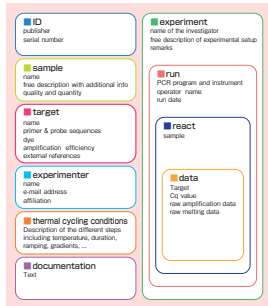 ID
publisher
serial number
sample
name
free description with additional info
quality and quantity
target
name
primer & probe sequences
dye
amplification efficiency
external references
experimenter
name
e-mail address
affiliation
thermal cycling conditions
Description of the different steps
including temperature, duration,
ramping, gradients, ...
documentation
Text
experiment
name of the investigator
free description of experimental setup
remarks
run
PCR program and instrument
operator name
run date
react
sample
data
Target
Cq value
raw amplification data
raw melting data